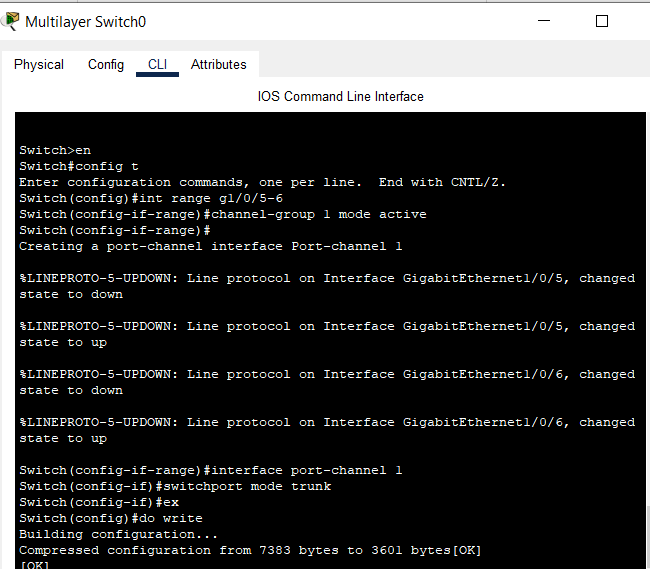 Multilayer Switch0
Physical Config CLI Attributes
IOS Command Line Interface
Switch>en
Switch#config t
Enter configuration commands, one per line.  End with CNTL/Z.
Switch(config)#int range g1/0/5-6
Switch(config-if-range)#channel-group 1 mode active
Switch(config-if-range)#
Creating a port-channel interface Port-channel 1
%LINEPROTO-5-UPDOWN: Line protocol on Interface GigabitEthernet1/0/5, changed
state to down
%LINEPROTO-5-UPDOWN: Line protocol on Interface GigabitEthernet1/0/5, changed
state to up
%LINEPROTO-5-UPDOWN: Line protocol on Interface GigabitEthernet1/0/6, changed
state to down
%LINEPROTO-5-UPDOWN: Line protocol on Interface GigabitEthernet1/0/6, changed
state to up
Switch(config-if-range)#interface port-channel 1
Switch(config-if)#switchport mode trunk
Switch(config-if)#ex
Switch(config)#do write
Building configuration...
Compressed configuration from 7383 bytes to 3601 bytes[OK]
[OK]